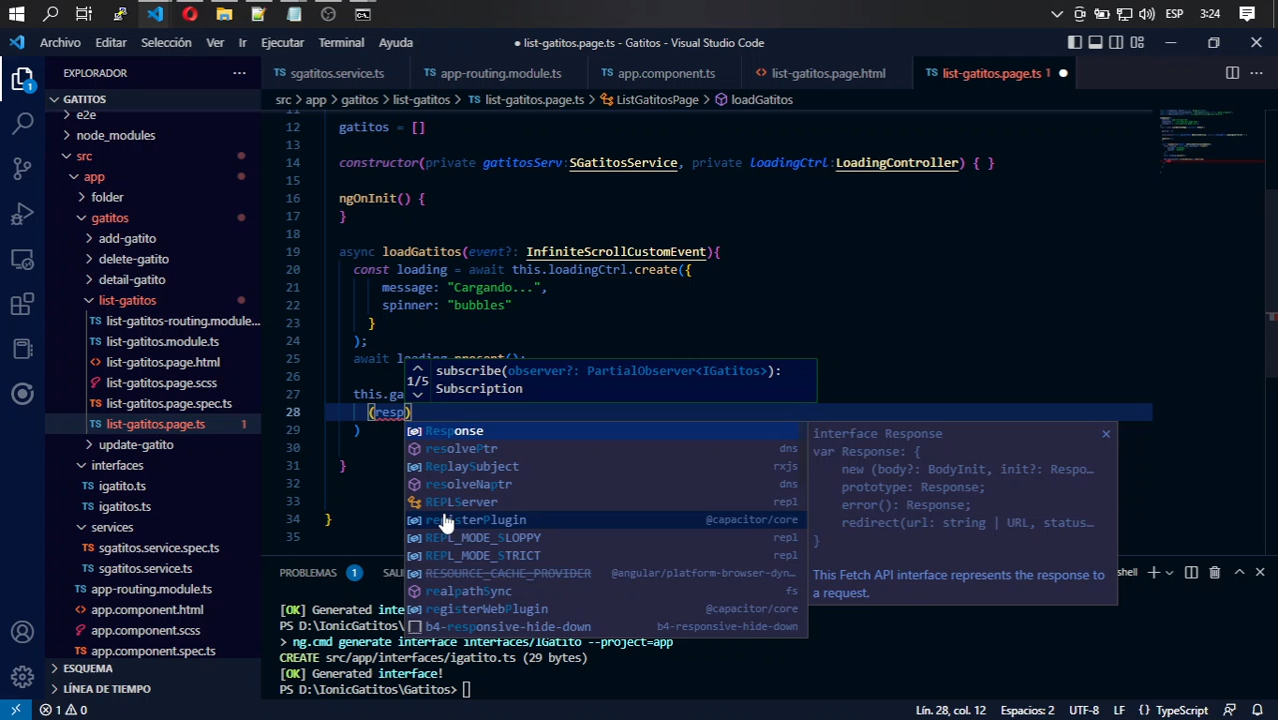 ESP 3:24
Archivo Editar Selección Ver Ir Ejecutar Terminal Ayuda
● list-gatitos.page.ts - Gatitos - Visual Studio Code
EXPLORADOR
sgatitos.service.ts app-routing.module.ts app.component.ts list-gatitos.page.html list-gatitos.page.ts 1
src > app > gatitos > list-gatitos > list-gatitos.page.ts > ListGatitosPage > loadGatitos
GATITOS
e2e
node_modules
src
app
folder
gatitos
add-gatito
delete-gatito
detail-gatito
list-gatitos
list-gatitos-routing.module...
list-gatitos.module.ts
list-gatitos.page.html
list-gatitos.page.scss
list-gatitos.page.spec.ts
list-gatitos.page.ts 1
update-gatito
interfaces
igatito.ts
igatitos.ts
services
sgatitos.service.spec.ts
sgatitos.service.ts
app-routing.module.ts
app.component.html
app.component.scss
app.component.spec.ts
ESQUEMA
LÍNEA DE TIEMPO
12 gatitos = []
13
14 constructor(private gatitosServ:SGatitosService, private loadingCtrl:LoadingController) { }
15
16 ngOnInit() {
17 }
18
19 async loadGatitos(event?: InfiniteScrollCustomEvent){
20 const loading = await this.loadingCtrl.create({
21 message: "Cargando...",
22 spinner: "bubbles"
23 }
24 );
25 await loading.present();
26
27 this.ga
28 (resp)
29 )
30
31 }
32
33
34 }
35
1/5
subscribe(observer?: PartialObserver<IGatitos>):
Subscription
Response
resolvePtr dns
ReplaySubject rxjs
resolveNaptr dns
REPLServer repl
registerPlugin @capacitor/core
REPL_MODE_SLOPPY repl
REPL_MODE_STRICT repl
RESOURCE_CACHE_PROVIDER @angular/platform-browser-dyn...
realpathSync fs
registerWebPlugin @capacitor/core
b4-responsive-hide-down b4-responsive-hide-down
interface Response
var Response: {
new (body?: BodyInit, init?: Respo...
prototype: Response;
error(): Response;
redirect(url: string | URL, status...
}
This Fetch API interface represents the response to
a request.
PROBLEMAS 1 SALI
shell
[OK] Generated inte
PS D:\IonicGatitos\
> ng.cmd generate interface interfaces/IGatito --project=app
CREATE src/app/interfaces/igatito.ts (29 bytes)
[OK] Generated interface!
PS D:\IonicGatitos\Gatitos>
1 0
Lín. 28, col. 12 Espacios: 2 UTF-8 LF {} TypeScript